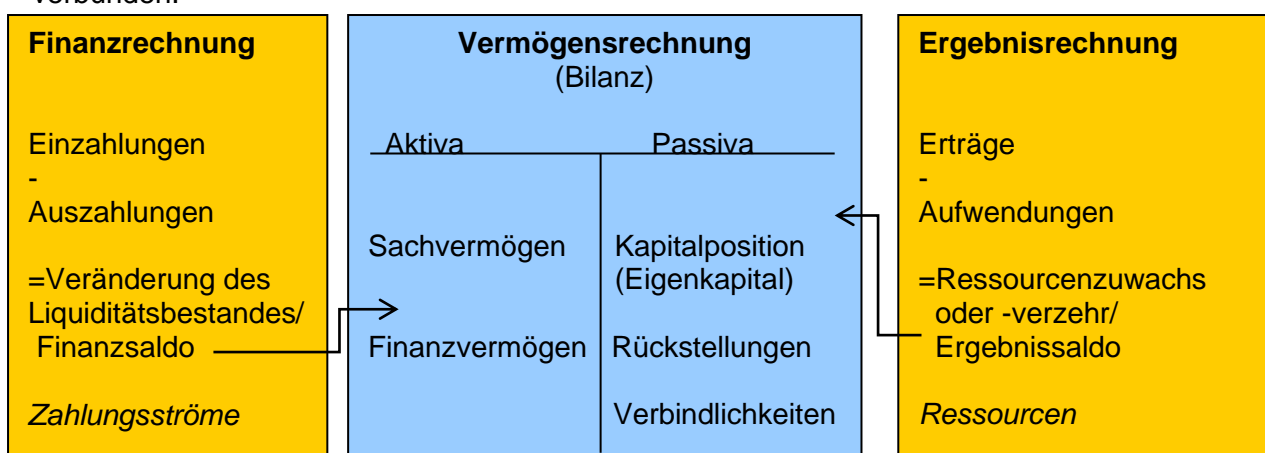 verbunden.
Finanzrechnung
Einzahlungen
-
Auszahlungen
=Veränderung des
Liquiditätsbestandes/
Finanzsaldo
Zahlungsströme
Vermögensrechnung
(Bilanz)
Aktiva Passiva
Sachvermögen Kapitalposition
(Eigenkapital)
Finanzvermögen Rückstellungen
Verbindlichkeiten
Ergebnisrechnung
Erträge
-
Aufwendungen
=Ressourcenzuwachs
oder -verzehr/
Ergebnissaldo
Ressourcen